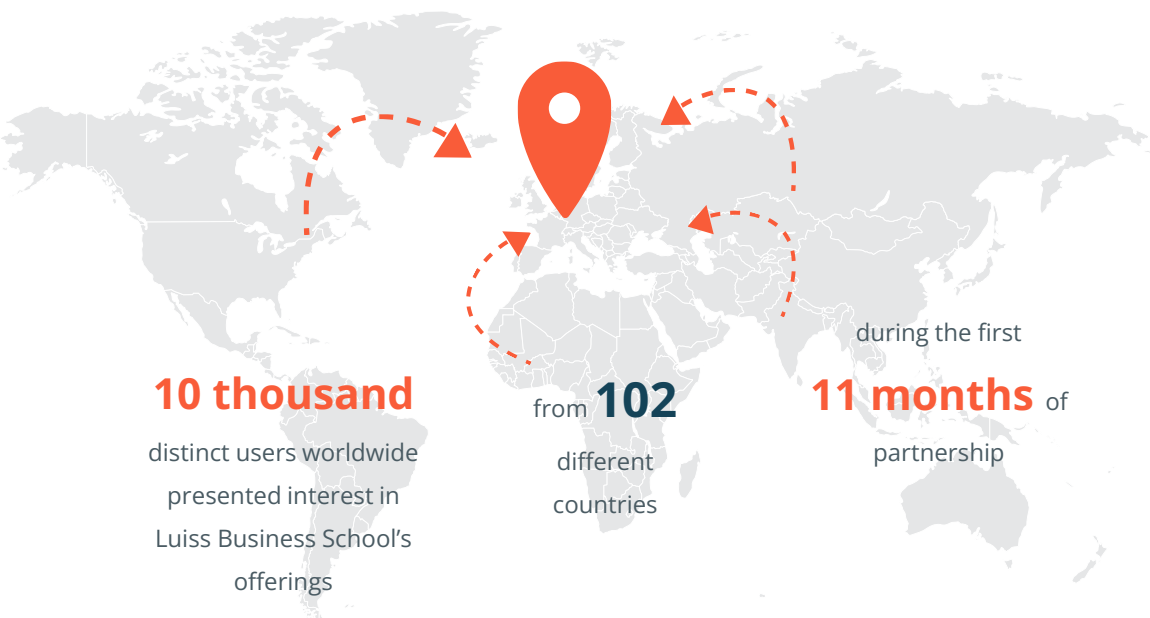 10 thousand
distinct users worldwide
presented interest in
Luiss Business School’s
offerings
from 102
different
countries
during the first
11 months of
partnership